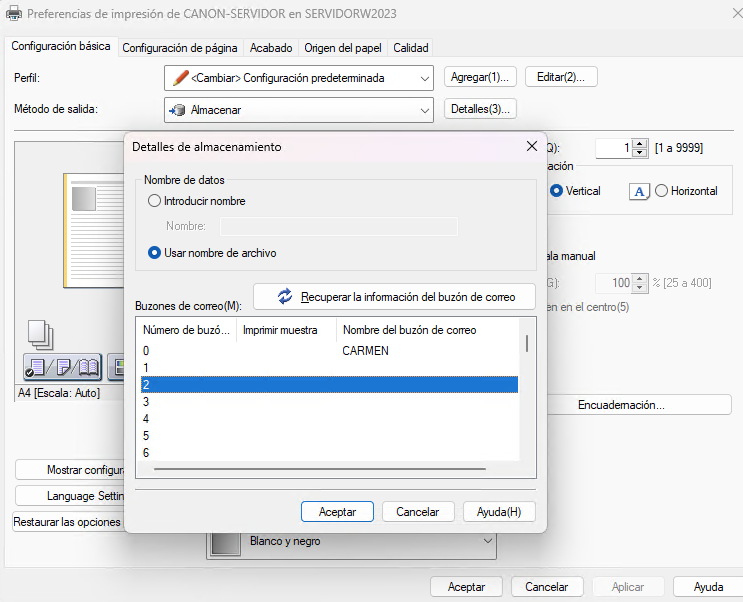 Preferencias de impresión de CANON-SERVIDOR en SERVIDORW2023
Configuración básica Configuración de página Acabado Origen del papel Calidad
Perfil: <Cambiar> Configuración predeterminada Agregar(1)... Editar(2)...
Método de salida: Almacenar Detalles(3)...
Detalles de almacenamiento
Q): 1 [1 a 9999]
ación
Nombre de datos
Introducir nombre
Vertical A Horizontal
Nombre:
Usar nombre de archivo
ala manual
G): 100 % [25 a 400]
Recuperar la información del buzón de correo
Buzones de correo(M):
en en el centro(5)
Número de buzó... Imprimir muestra Nombre del buzón de correo
0 CARMEN
1
2
A4 [Escala: Auto]
3
Encuadernación...
4
5
6
Mostrar configura
Language Settin
Restaurar las opciones
Aceptar Cancelar Ayuda(H)
Blanco y negro
Aceptar Cancelar Aplicar Ayuda